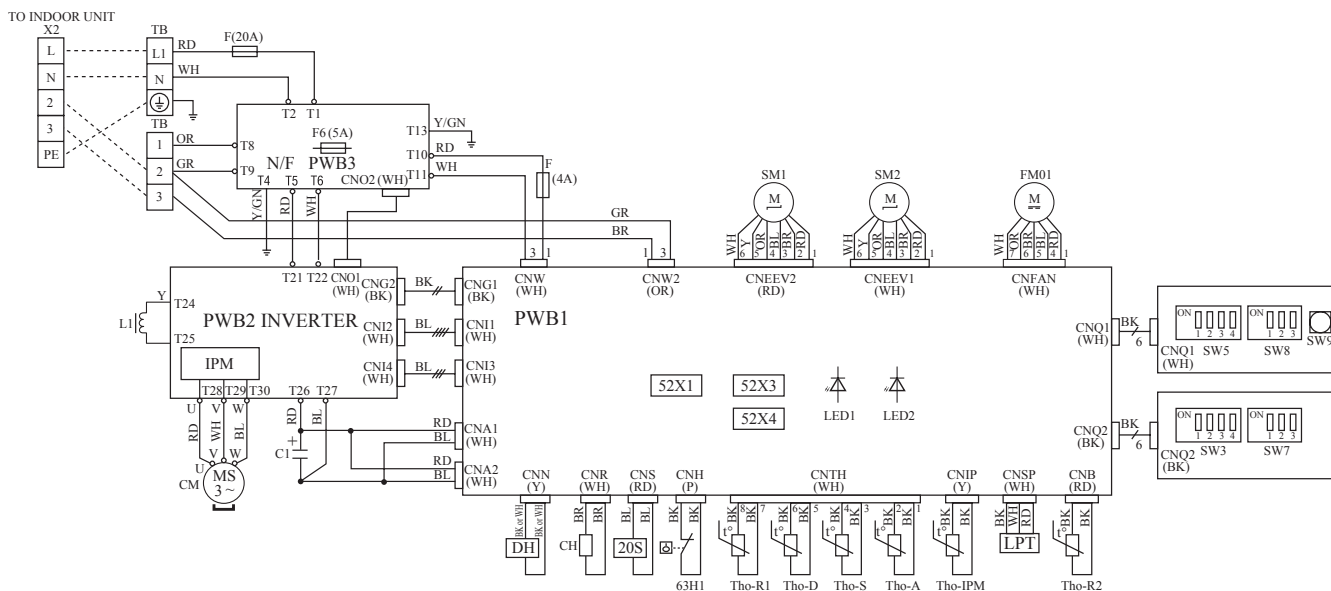 TO INDOOR UNIT
X2
L
N
2
3
PE
TB
L1
N
TB
1
2
3
RD
WH
OR
GR
F(20A)
T2 T1
F6 (5A)
N/F PWB3
T8
T9
T4 T5 T6
CNO2 (WH)
T13
T10
T11
Y/GN
RD
WH
F
(4A)
Y/GN
RD
WH
GR
BR
SM1
M
WH
Y
OR
BL
BR
RD
6 5 4 3 2 1
SM2
M
WH
Y
OR
BL
BR
RD
6 5 4 3 2 1
FM01
M
WH
OR
BR
BL
RD
7 6 5 4 1
T21 T22 CNO1
(WH)
Y
T24
L1
T25
PWB2 INVERTER
IPM
T28 T29 T30
U V W
RD
WH
BL
U V W
CM
MS
3 ~
T26 T27
RD
BL
+
C1
CNG2
(BK)
BK
CNG1
(BK)
CNI2
(WH)
BL
CNI1
(WH)
CNI4
(WH)
BL
CNI3
(WH)
RD
BL
CNA1
(WH)
RD
BL
CNA2
(WH)
PWB1
3 1
CNW
(WH)
1 3
CNW2
(OR)
CNEEV2
(RD)
CNEEV1
(WH)
CNFAN
(WH)
52X1
52X3
52X4
LED1
LED2
CNQ1
(WH)
BK
6
CNQ1
(WH)
ON
1 2 3 4
SW5
ON
1 2 3
SW8
SW9
CNQ2
(BK)
BK
6
CNQ2
(BK)
ON
1 2 3 4
SW3
ON
1 2 3
SW7
CNN
(Y)
BK or WH
BK or WH
DH
CNR
(WH)
BR
BR
CH
CNS
(RD)
BL
BL
20S
CNH
(P)
BK
BK
63H1
CNTH
(WH)
BK
8
BK
7
t°
Tho-R1
BK
6
BK
5
t°
Tho-D
BK
4
BK
3
t°
Tho-S
BK
2
BK
1
t°
Tho-A
CNIP
(Y)
BK
BK
t°
Tho-IPM
CNSP
(WH)
BK
WH
RD
LPT
CNB
(RD)
BK
BK
t°
Tho-R2